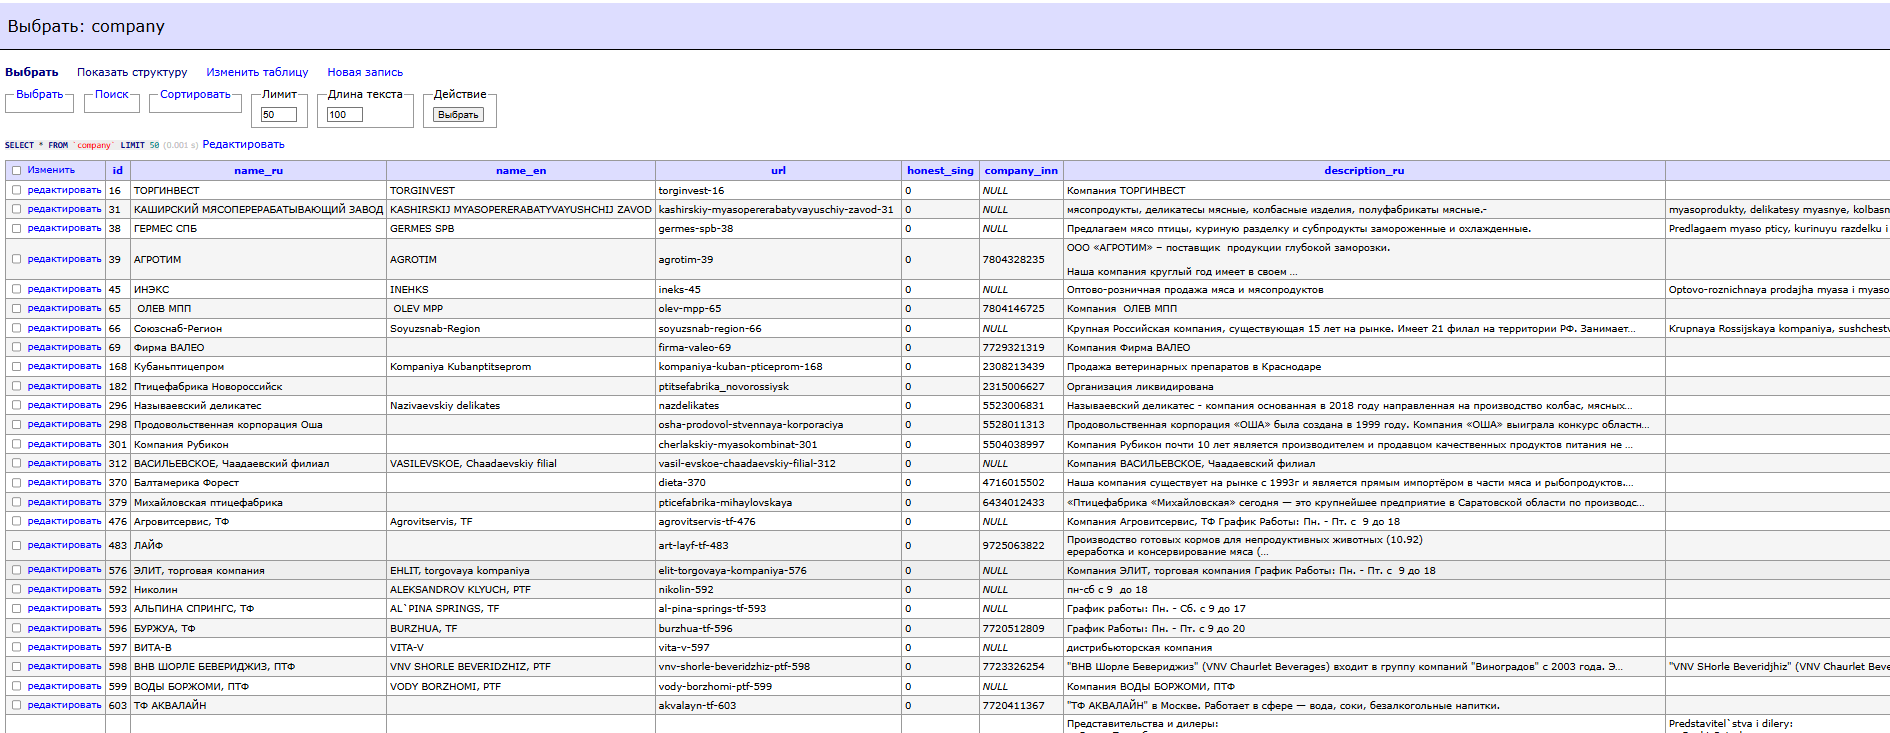 Выбрать: company
Выбрать Показать структуру Изменить таблицу Новая запись
Выбрать Поиск Сортировать Лимит Длина текста Действие
50 100 Выбрать
SELECT * FROM `company` LIMIT 50 (0.001 s) Редактировать
Изменить id name_ru name_en url honest_sing company_inn description_ru
редактировать 16 ТОРГИНВЕСТ TORGINVEST torginvest-16 0 NULL Компания ТОРГИНВЕСТ
редактировать 31 КАШИРСКИЙ МЯСОПЕРЕРАБАТЫВАЮЩИЙ ЗАВОД KASHIRSKIJ MYASOPERERABATYVAYUSHCHIJ ZAVOD kashirskiy-myasopererabatyvayuschiy-zavod-31 0 NULL мясопродукты, деликатесы мясные, колбасные изделия, полуфабрикаты мясные.- myasoprodukty, delikatesy myasnye, kolbasn
редактировать 38 ГЕРМЕС СПБ GERMES SPB germes-spb-38 0 NULL Предлагаем мясо птицы, куриную разделку и субпродукты замороженные и охлажденные. Predlagaem myaso pticy, kurinuyu razdelku i
редактировать 39 АГРОТИМ AGROTIM agrotim-39 0 7804328235 ООО «АГРОТИМ» – поставщик продукции глубокой заморозки.
Наша компания круглый год имеет в своем ...
редактировать 45 ИНЭКС INEHKS ineks-45 0 NULL Оптово-розничная продажа мяса и мясопродуктов Optovo-roznichnaya prodajha myasa i myaso
редактировать 65 ОЛЕВ МПП OLEV MPP olev-mpp-65 0 7804146725 Компания ОЛЕВ МПП
редактировать 66 Союзснаб-Регион Soyuzsnab-Region soyuzsnab-region-66 0 NULL Крупная Российская компания, существующая 15 лет на рынке. Имеет 21 филал на территории РФ. Занимает... Krupnaya Rossijskaya kompaniya, sushchestv
редактировать 69 Фирма ВАЛЕО firma-valeo-69 0 7729321319 Компания Фирма ВАЛЕО
редактировать 168 Кубаньптицепром Kompaniya Kubanptitseprom kompaniya-kuban-pticeprom-168 0 2308213439 Продажа ветеринарных препаратов в Краснодаре
редактировать 182 Птицефабрика Новороссийск ptitsefabrika_novorossiysk 0 2315006627 Организация ликвидирована
редактировать 296 Называевский деликатес Nazivaevskiy delikates nazdelikates 0 5523006831 Называевский деликатес - компания основанная в 2018 году направленная на производство колбас, мясных...
редактировать 298 Продовольственная корпорация Оша osha-prodovol-stvennaya-korporaciya 0 5528011313 Продовольственная корпорация «ОША» была создана в 1999 году. Компания «ОША» выиграла конкурс областн...
редактировать 301 Компания Рубикон cherlakskiy-myasokombinat-301 0 5504038997 Компания Рубикон почти 10 лет является производителем и продавцом качественных продуктов питания не ...
редактировать 312 ВАСИЛЬЕВСКОЕ, Чаадаевский филиал VASILEVSKOE, Chaadaevskiy filial vasil-evskoe-chaadaevskiy-filial-312 0 NULL Компания ВАСИЛЬЕВСКОЕ, Чаадаевский филиал
редактировать 370 Балтамерика Форест dieta-370 0 4716015502 Наша компания существует на рынке с 1993г и является прямым импортёром в части мяса и рыбопродуктов....
редактировать 379 Михайловская птицефабрика pticefabrika-mihaylovskaya 0 6434012433 «Птицефабрика «Михайловская» сегодня — это крупнейшее предприятие в Саратовской области по производс...
редактировать 476 Агровитсервис, ТФ Agrovitservis, TF agrovitservis-tf-476 0 NULL Компания Агровитсервис, ТФ График Работы: Пн. - Пт. с 9 до 18
редактировать 483 ЛАЙФ art-layf-tf-483 0 9725063822 Производство готовых кормов для непродуктивных животных (10.92)
ереработка и консервирование мяса (...
редактировать 576 ЭЛИТ, торговая компания EHLIT, torgovaya kompaniya elit-torgovaya-kompaniya-576 0 NULL Компания ЭЛИТ, торговая компания График Работы: Пн. - Пт. с 9 до 18
редактировать 592 Николин ALEKSANDROV KLYUCH, PTF nikolin-592 0 NULL пн-сб с 9 до 18
редактировать 593 АЛЬПИНА СПРИНГС, ТФ AL`PINA SPRINGS, TF al-pina-springs-tf-593 0 NULL График работы: Пн. - Сб. с 9 до 17
редактировать 596 БУРЖУА, ТФ BURZHUA, TF burzhua-tf-596 0 7720512809 График Работы: Пн. - Пт. с 9 до 20
редактировать 597 ВИТА-В VITA-V vita-v-597 0 NULL дистрибьюторская компания
редактировать 598 ВНВ ШОРЛЕ БЕВЕРИДЖИЗ, ПТФ VNV SHORLE BEVERIDZHIZ, PTF vnv-shorle-beveridzhiz-ptf-598 0 7723326254 "ВНВ Шорле Бевериджиз" (VNV Chaurlet Beverages) входит в группу компаний "Виноградов" с 2003 года. Э... "VNV SHorle Beveridjhiz" (VNV Chaurlet Beve
редактировать 599 ВОДЫ БОРЖОМИ, ПТФ VODY BORZHOMI, PTF vody-borzhomi-ptf-599 0 NULL Компания ВОДЫ БОРЖОМИ, ПТФ
редактировать 603 ТФ АКВАЛАЙН akvalayn-tf-603 0 7720411367 "ТФ АКВАЛАЙН" в Москве. Работает в сфере — вода, соки, безалкогольные напитки.
Представительства и дилеры: Predstavitel`stva i dilery: